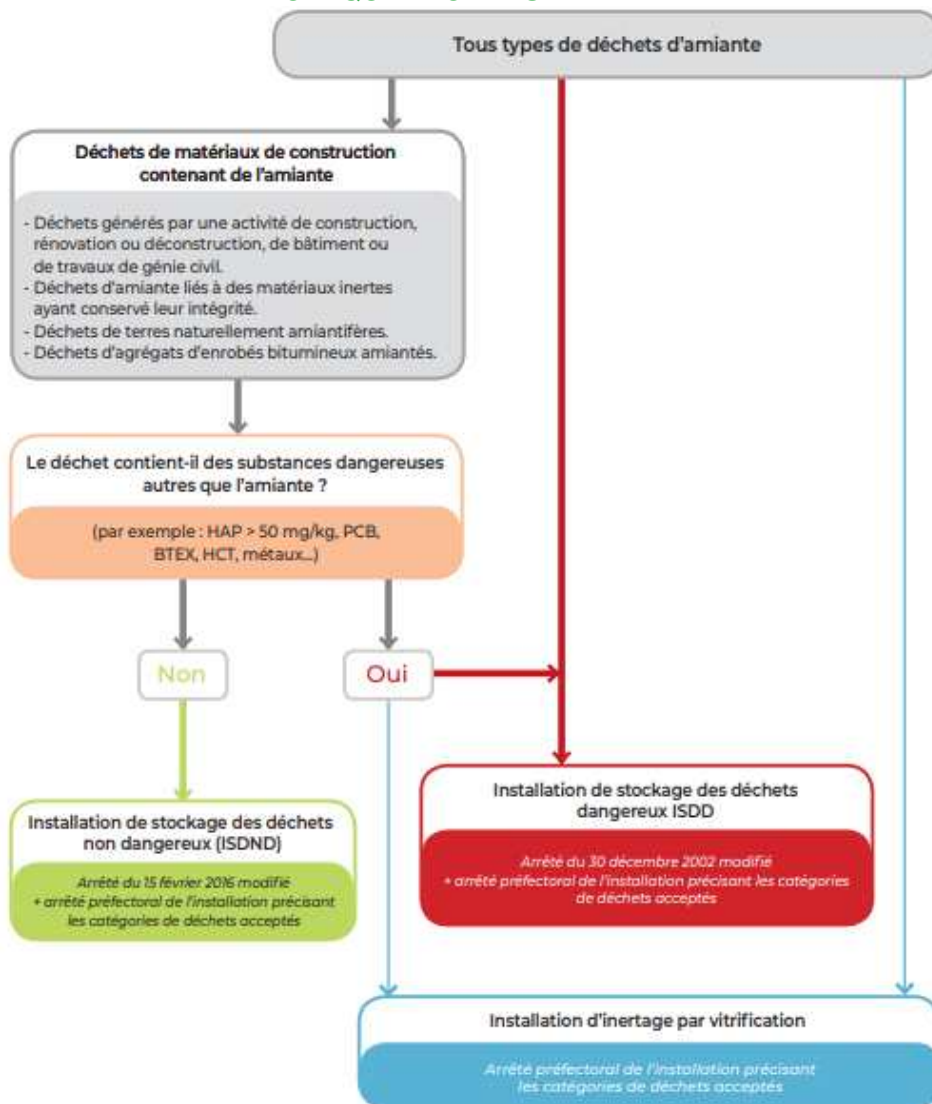 Tous types de déchets d'amiante
Déchets de matériaux de construction
contenant de l'amiante
- Déchets générés par une activité de construction,
rénovation ou déconstruction, de bâtiment ou
de travaux de génie civil.
- Déchets d'amiante liés à des matériaux inertes
ayant conservé leur intégrité.
- Déchets de terres naturellement amiantifères.
- Déchets d'agrégats d'enrobés bitumineux amiantés.
Le déchet contient-il des substances dangereuses
autres que l'amiante ?
(par exemple : HAP > 50 mg/kg, PCB,
BTEX, HCT, métaux...)
Non
Oui
Installation de stockage des déchets
dangereux ISDD
Arrêté du 30 décembre 2002 modifié
+ arrêté préfectoral de l'installation précisant les catégories
de déchets acceptés
Installation de stockage des déchets
non dangereux (ISDND)
Arrêté du 15 février 2016 modifié
+ arrêté préfectoral de l'installation précisant
les catégories de déchets acceptés
Installation d'inertage par vitrification
Arrêté préfectoral de l'installation précisant
les catégories de déchets acceptés